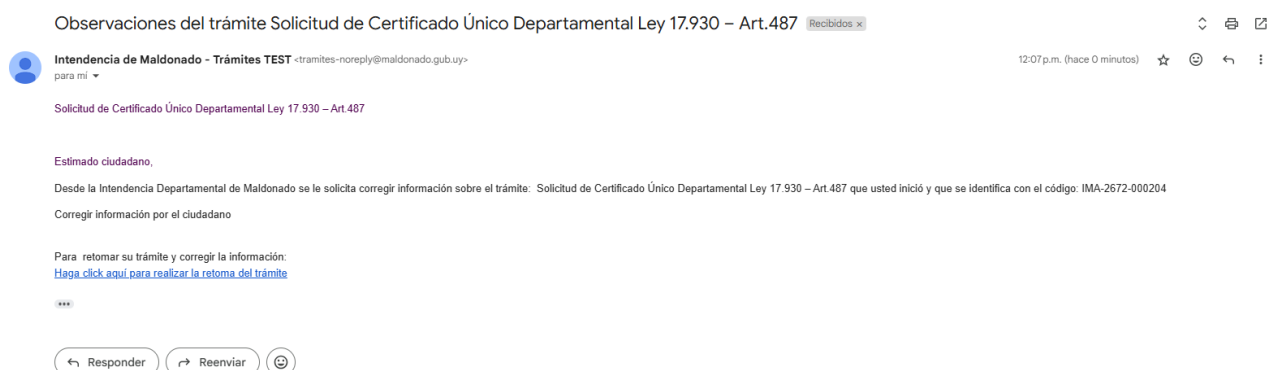 Observaciones del trámite Solicitud de Certificado Único Departamental Ley 17.930 – Art.487 Recibidos x
Intendencia de Maldonado - Trámites TEST <tramites-noreply@maldonado.gub.uy> 12:07 p.m. (hace 0 minutos)
para mí
Solicitud de Certificado Único Departamental Ley 17.930 – Art.487
Estimado ciudadano,
Desde la Intendencia Departamental de Maldonado se le solicita corregir información sobre el trámite: Solicitud de Certificado Único Departamental Ley 17.930 – Art.487 que usted inició y que se identifica con el código: IMA-2672-000204
Corregir información por el ciudadano
Para retomar su trámite y corregir la información:
Haga click aquí para realizar la retoma del trámite
Responder Reenviar